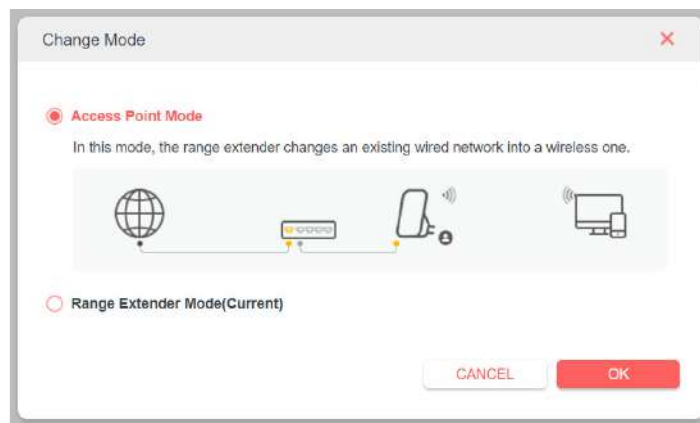 Change Mode
Access Point Mode
In this mode, the range extender changes an existing wired network into a wireless one.
Range Extender Mode(Current)
CANCEL
OK